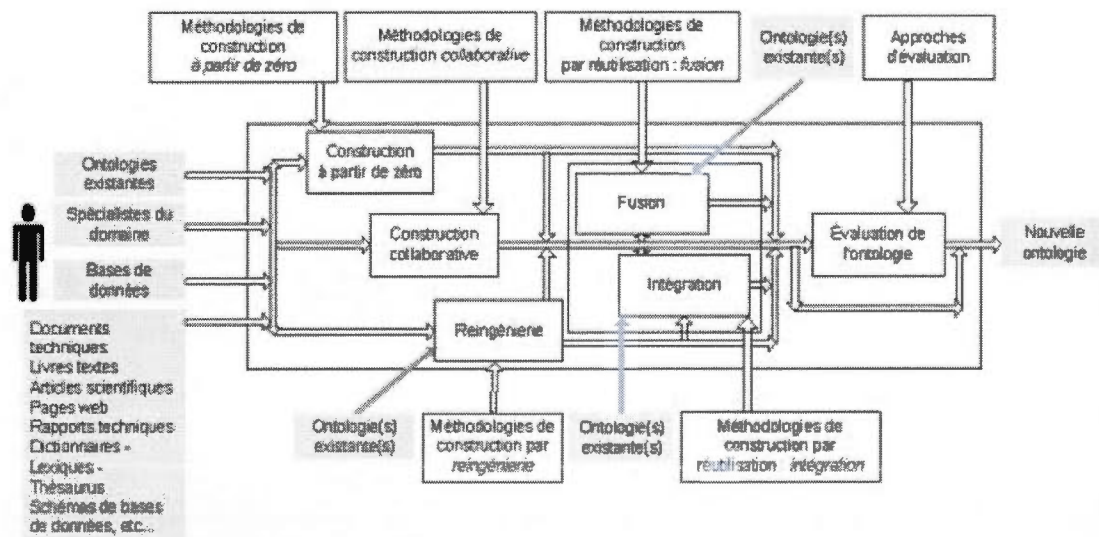 Méthodologies de
construction
à partir de zéro
Méthodologies de
construction collaborative
Méthodologies de
construction
par réutilisation : fusion
Ontologie(s)
existante(s)
Approches
d'évaluation
Ontologies
existantes
Spécialistes du
domaine
Bases de
données
Documents
techniques
Livres textes
Articles scientifiques
Pages web
Rapports techniques
Dictionnaires -
Lexiques -
Thésaurus
Schémas de bases
de données, etc...
Construction
à partir de zéro
Construction
collaborative
Reingénierie
Fusion
Intégration
Évaluation de
l'ontologie
Nouvelle
ontologie
Ontologie(s)
existante(s)
Méthodologies de
construction par
reingénierie
Ontologie(s)
existante(s)
Méthodologies de
construction par
réutilisation : intégration